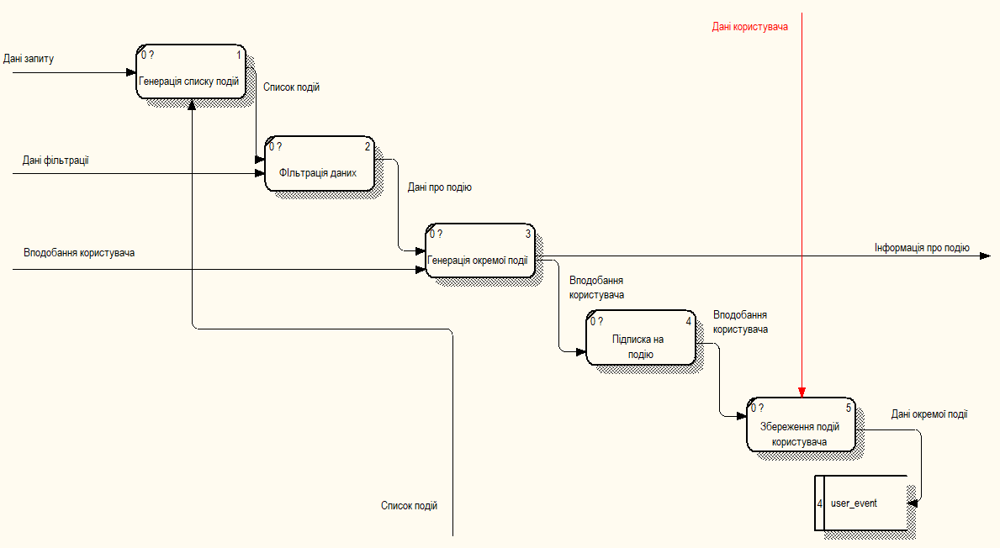 Дані користувача
Дані запиту
0 ?
1
Генерація списку подій
Список подій
0 ?
2
ФІльтрація даних
Дані фільтрації
Дані про подію
0 ?
3
Генерація окремої події
Вподобання користувача
Інформація про подію
Вподобання
користувача
0 ?
4
Підписка на
подію
Вподобання
користувача
0 ?
5
Збереження подій
користувача
Дані окремої події
4
user_event
Список подій